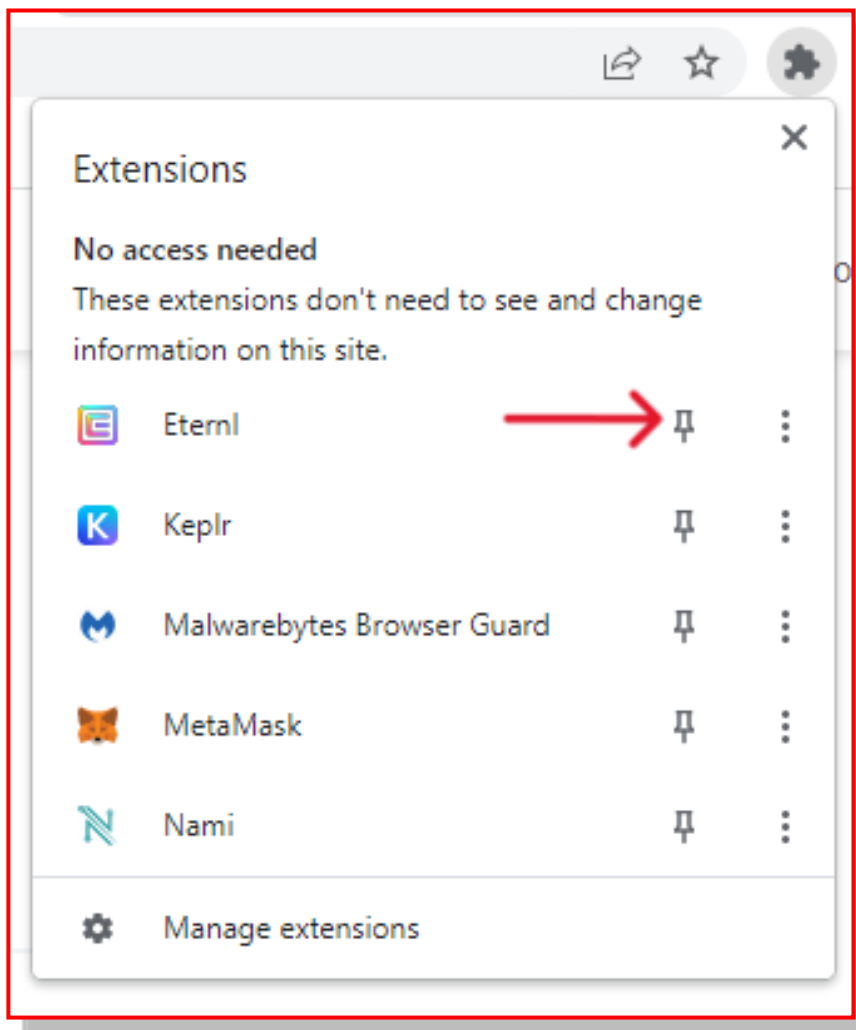 Extensions
No access needed
These extensions don't need to see and change
information on this site.
Eternl
Keplr
Malwarebytes Browser Guard
MetaMask
Nami
Manage extensions